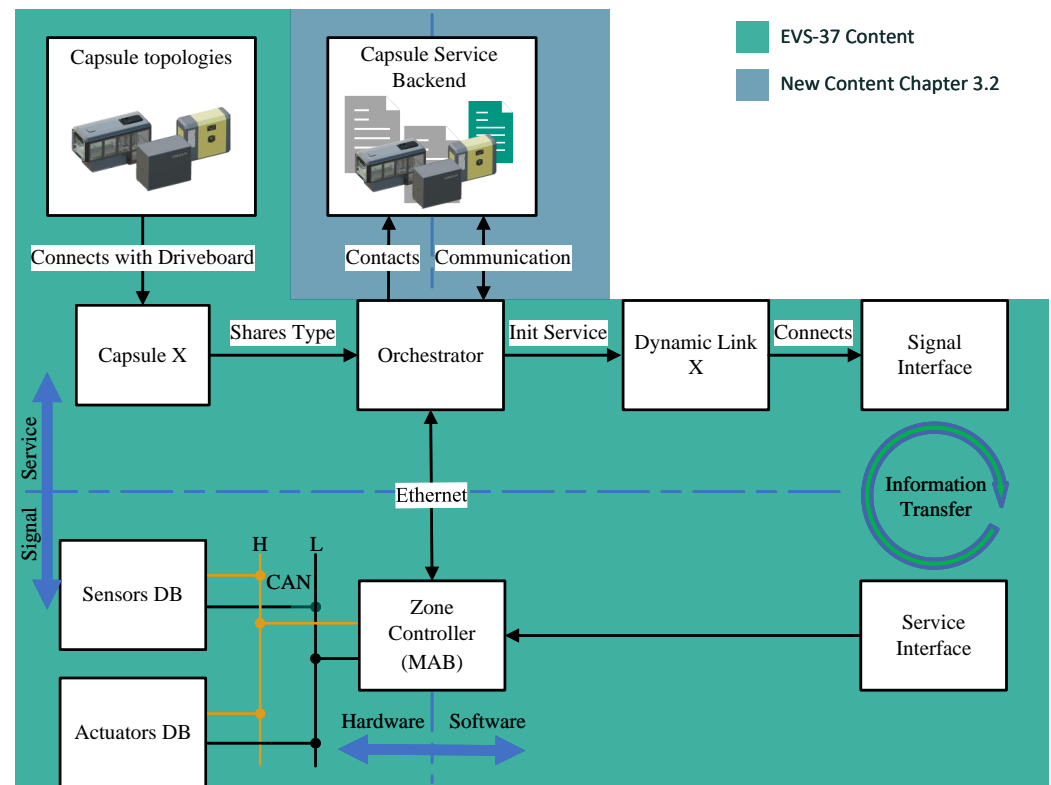 Capsule topologies
Capsule Service
Backend
EVS-37 Content
New Content Chapter 3.2
Connects with Driveboard
Contacts
Communication
Capsule X
Shares Type
Orchestrator
Init Service
Dynamic Link
X
Connects
Signal
Interface
Service
Signal
Ethernet
Information
Transfer
H
L
CAN
Sensors DB
Zone
Controller
(MAB)
Service
Interface
Actuators DB
Hardware
Software